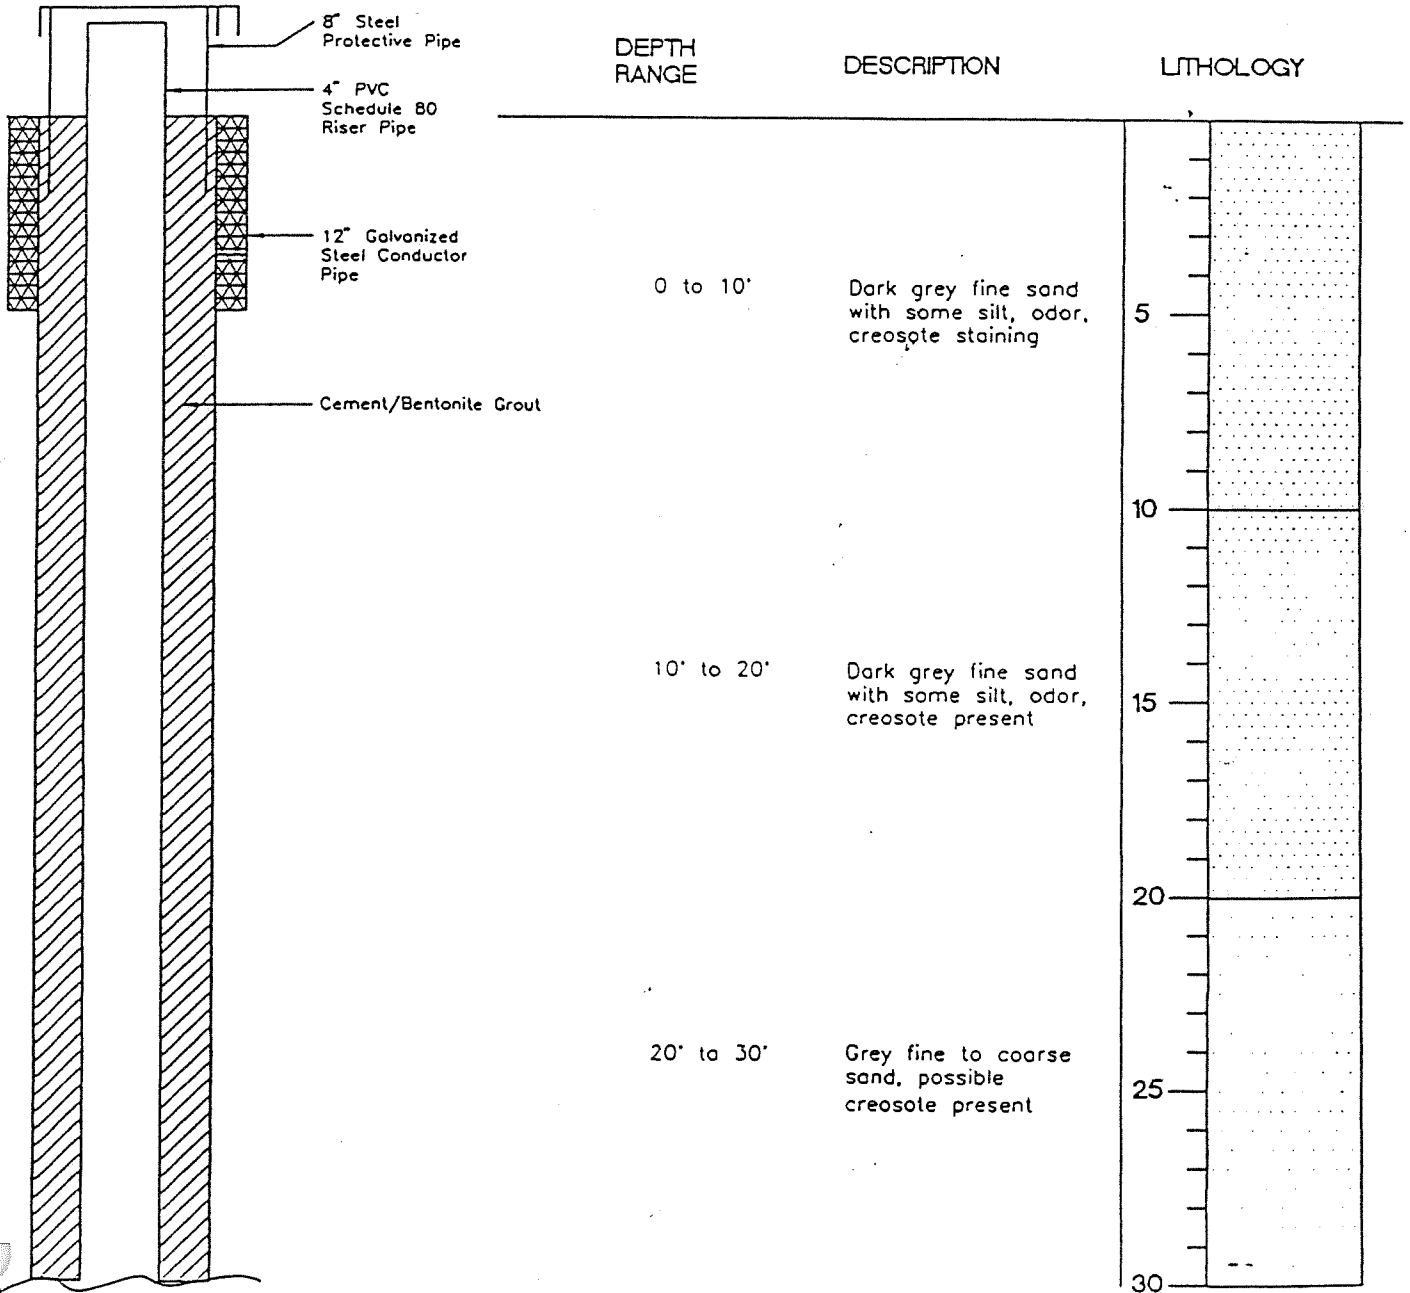 8" Steel
Protective Pipe
4" PVC
Schedule 80
Riser Pipe
12" Galvanized
Steel Conductor
Pipe
Cement/Bentonite Grout
DEPTH
RANGE
DESCRIPTION
LITHOLOGY
0 to 10'
Dark grey fine sand
with some silt, odor,
creosote staining
5
10
10' to 20'
Dark grey fine sand
with some silt, odor,
creosote present
15
20
20' to 30'
Grey fine to coarse
sand, possible
creosote present
25
30